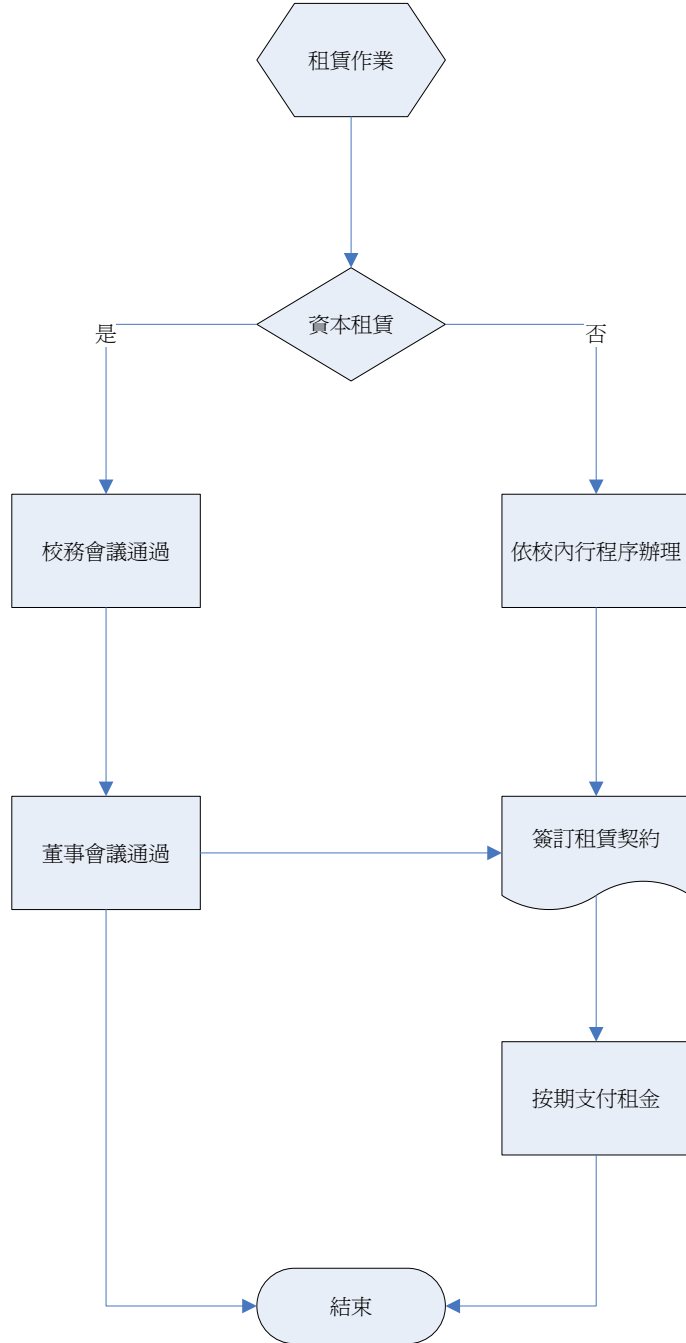 租賃作業
資本租賃
是
否
校務會議通過
依校內行程序辦理
董事會議通過
簽訂租賃契約
按期支付租金
結束